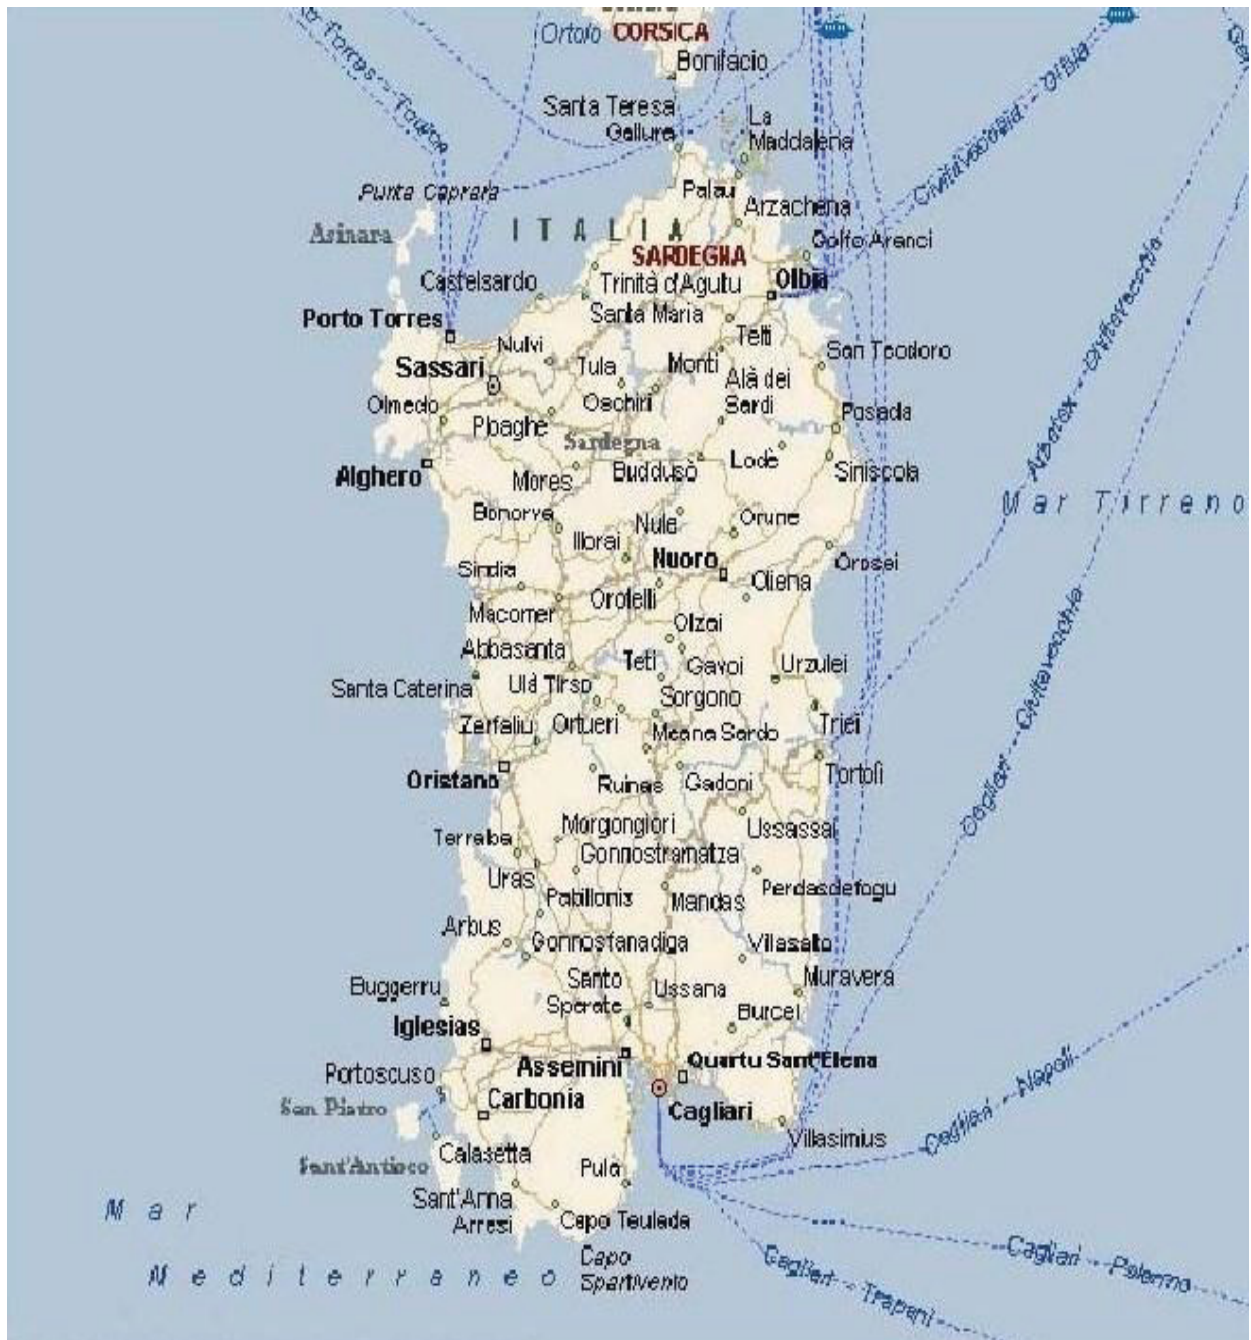 Ortolo CORSICA
Bonifacio
Santa Teresa
Gallura
La
Maddalena
Punta Caprara
Palau
Arzachena
Asinara
ITALIA
Golfo Aranci
SARDEGNA
Castelsardo
Trinità d'Agultu
Olbia
Porto Torres
Santa Maria
Nulvi
Telti
San Teodoro
Sassari
Tula
Monti
Alà dei
Sardi
Olmedo
Ploaghe
Oschiri
Posada
Sardegna
Alghero
Mores
Buddusò
Lodè
Siniscola
Mar Tirreno
Bonorva
Nule
Orune
Illorai
Nuoro
Orosei
Sindia
Oliena
Macomer
Orotelli
Olzai
Abbasanta
Teti
Gavoi
Urzulei
Santa Caterina
Ulà Tirso
Sorgono
Zerfaliu
Ortueri
Triei
Meana Sardo
Oristano
Ruinas
Gadoni
Tortolì
Morgongiori
Ussassai
Terralba
Gonnostramatza
Uras
Pabillonis
Mandas
Perdasdefogu
Arbus
Gonnosfanadiga
Villasalto
Buggerru
Santo
Sperate
Ussana
Muravera
Burcei
Iglesias
Assemini
Quartu Sant'Elena
Portoscuso
San Pietro
Carbonia
Cagliari
Villasimius
Sant'Antioco
Calasetta
Pula
Sant'Anna
Arresi
Capo Teulada
Capo
Spartivento
Mar
Mediterraneo
Civitavecchia - Olbia
Arbatax - Civitavecchia
Cagliari - Civitavecchia
Cagliari - Napoli
Cagliari - Palermo
Cagliari - Trapani